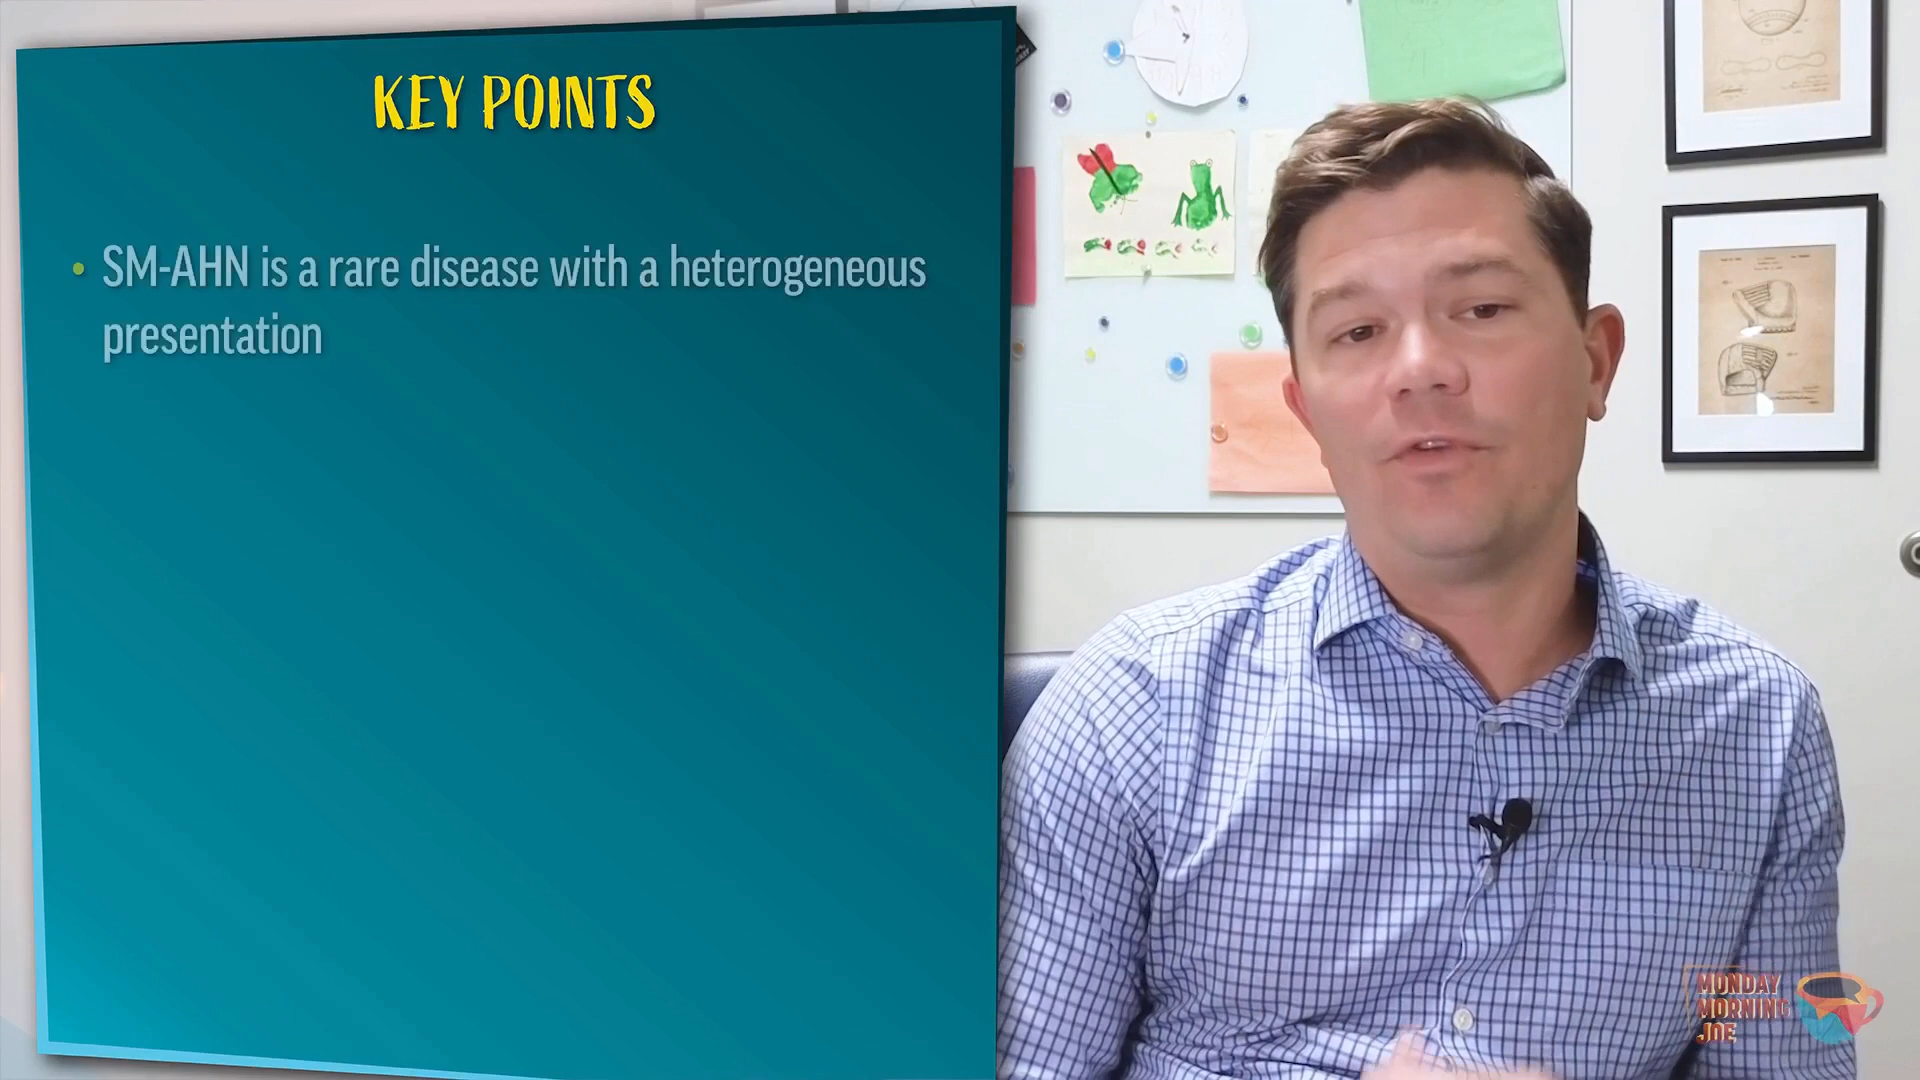 KEY POINTS
• SM-AHN is a rare disease with a heterogeneous
presentation
MONDAY
MORNING
JOE